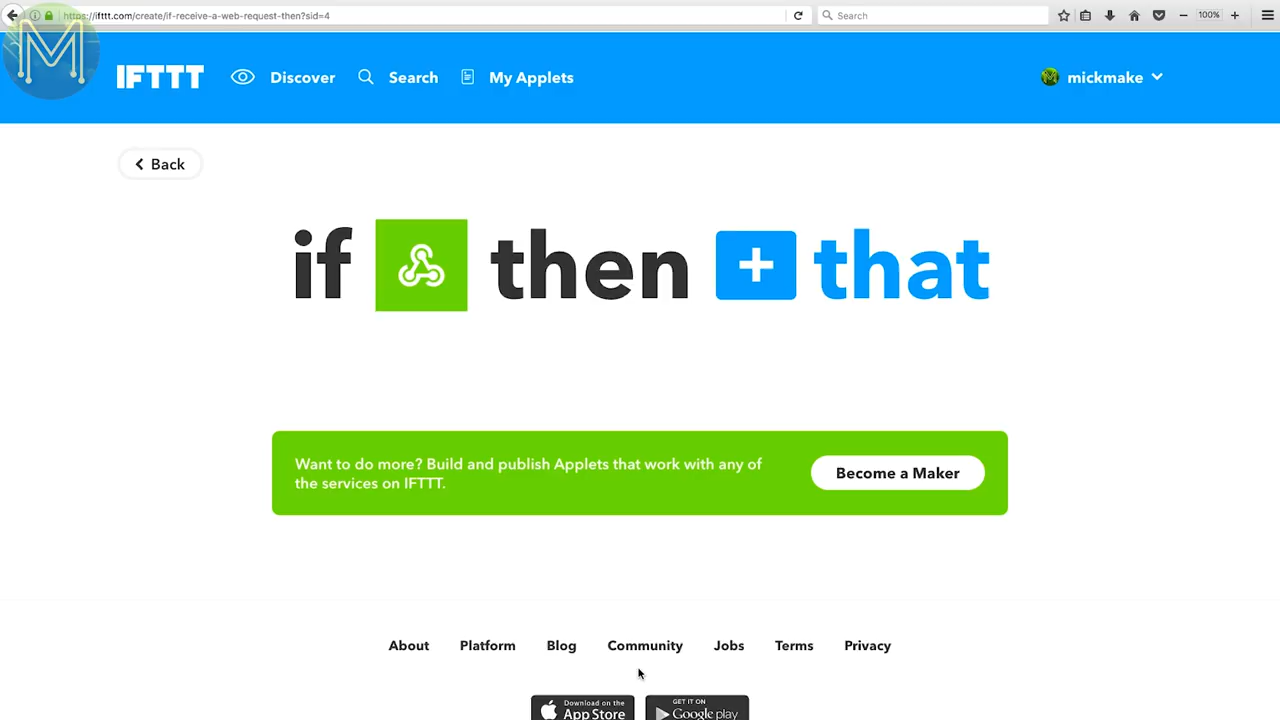 https://ifttt.com/create/if-receive-a-web-request-then?sid=4
Search
100%
M
IFTTT
Discover
Search
My Applets
mickmake
Back
if then + that
Want to do more? Build and publish Applets that work with any of
the services on IFTTT.
Become a Maker
About Platform Blog Community Jobs Terms Privacy
Download on the
App Store
GET IT ON
Google play